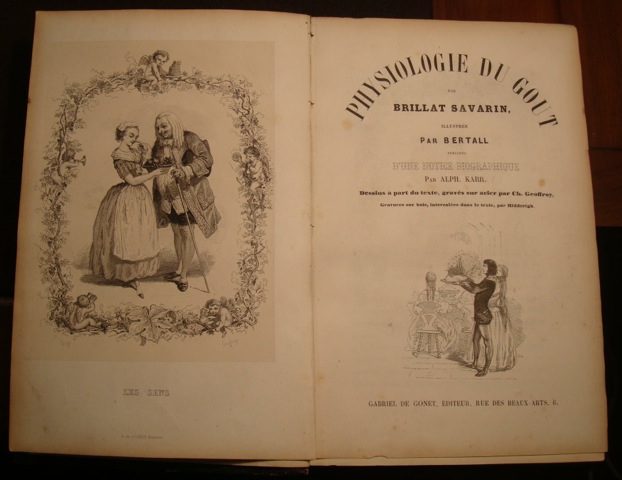 LES SENS
PHYSIOLOGIE DU GOUT
PAR
BRILLAT SAVARIN,
ILLUSTRÉE
PAR BERTALL
PRÉCÉDÉE
D'UNE NOTICE BIOGRAPHIQUE
PAR ALPH. KARR.
Dessins à part du texte, gravés sur acier par Ch. Geoffroy,
Gravures sur bois, intercalées dans le texte, par Midderigh.
GABRIEL DE GONET, ÉDITEUR, RUE DES BEAUX-ARTS, 6.